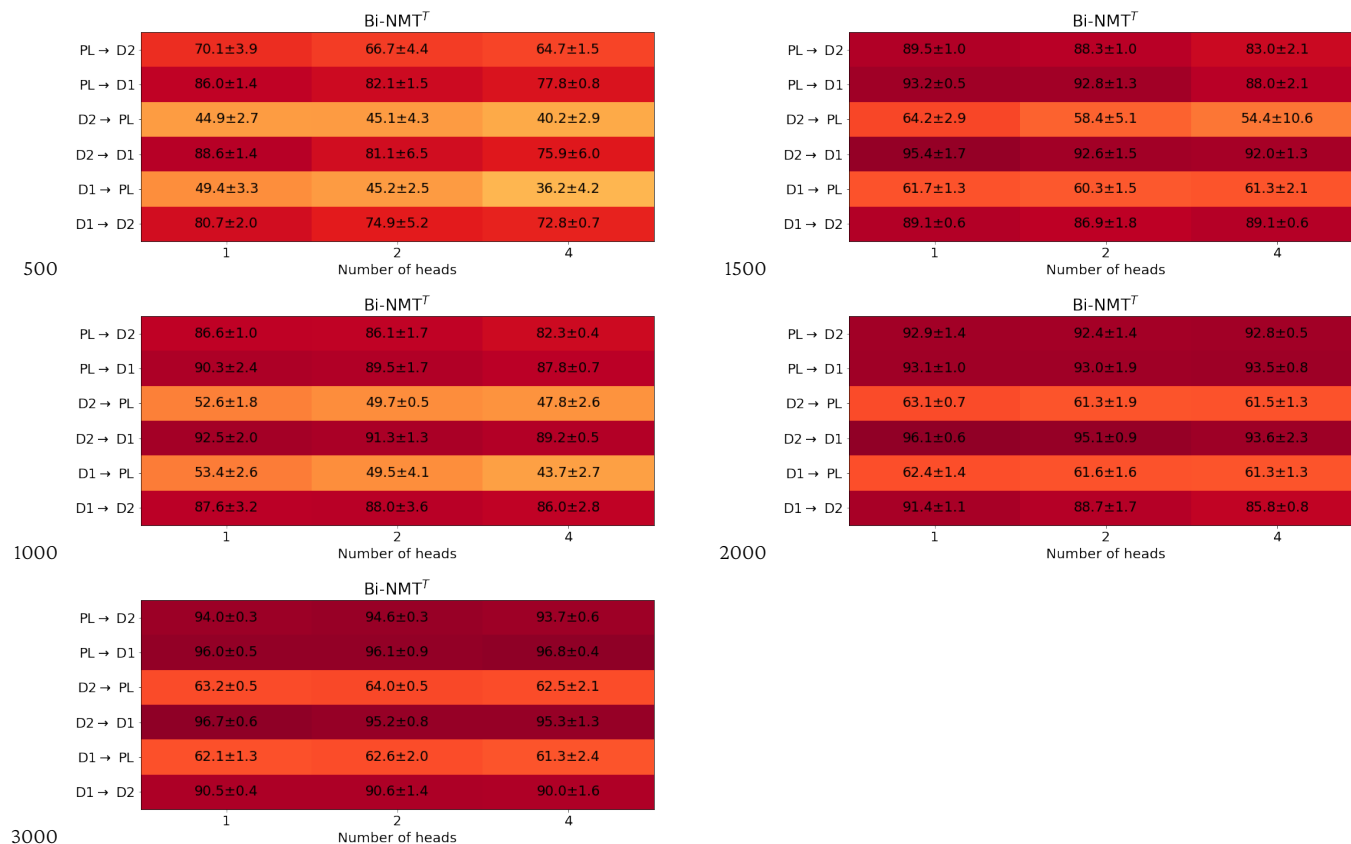 Bi-NMT^T
PL → D2 70.1±3.9 66.7±4.4 64.7±1.5
PL → D1 86.0±1.4 82.1±1.5 77.8±0.8
D2 → PL 44.9±2.7 45.1±4.3 40.2±2.9
D2 → D1 88.6±1.4 81.1±6.5 75.9±6.0
D1 → PL 49.4±3.3 45.2±2.5 36.2±4.2
D1 → D2 80.7±2.0 74.9±5.2 72.8±0.7
1 2 4
500 Number of heads
Bi-NMT^T
PL → D2 89.5±1.0 88.3±1.0 83.0±2.1
PL → D1 93.2±0.5 92.8±1.3 88.0±2.1
D2 → PL 64.2±2.9 58.4±5.1 54.4±10.6
D2 → D1 95.4±1.7 92.6±1.5 92.0±1.3
D1 → PL 61.7±1.3 60.3±1.5 61.3±2.1
D1 → D2 89.1±0.6 86.9±1.8 89.1±0.6
1 2 4
1500 Number of heads
Bi-NMT^T
PL → D2 86.6±1.0 86.1±1.7 82.3±0.4
PL → D1 90.3±2.4 89.5±1.7 87.8±0.7
D2 → PL 52.6±1.8 49.7±0.5 47.8±2.6
D2 → D1 92.5±2.0 91.3±1.3 89.2±0.5
D1 → PL 53.4±2.6 49.5±4.1 43.7±2.7
D1 → D2 87.6±3.2 88.0±3.6 86.0±2.8
1 2 4
1000 Number of heads
Bi-NMT^T
PL → D2 92.9±1.4 92.4±1.4 92.8±0.5
PL → D1 93.1±1.0 93.0±1.9 93.5±0.8
D2 → PL 63.1±0.7 61.3±1.9 61.5±1.3
D2 → D1 96.1±0.6 95.1±0.9 93.6±2.3
D1 → PL 62.4±1.4 61.6±1.6 61.3±1.3
D1 → D2 91.4±1.1 88.7±1.7 85.8±0.8
1 2 4
2000 Number of heads
Bi-NMT^T
PL → D2 94.0±0.3 94.6±0.3 93.7±0.6
PL → D1 96.0±0.5 96.1±0.9 96.8±0.4
D2 → PL 63.2±0.5 64.0±0.5 62.5±2.1
D2 → D1 96.7±0.6 95.2±0.8 95.3±1.3
D1 → PL 62.1±1.3 62.6±2.0 61.3±2.4
D1 → D2 90.5±0.4 90.6±1.4 90.0±1.6
1 2 4
3000 Number of heads